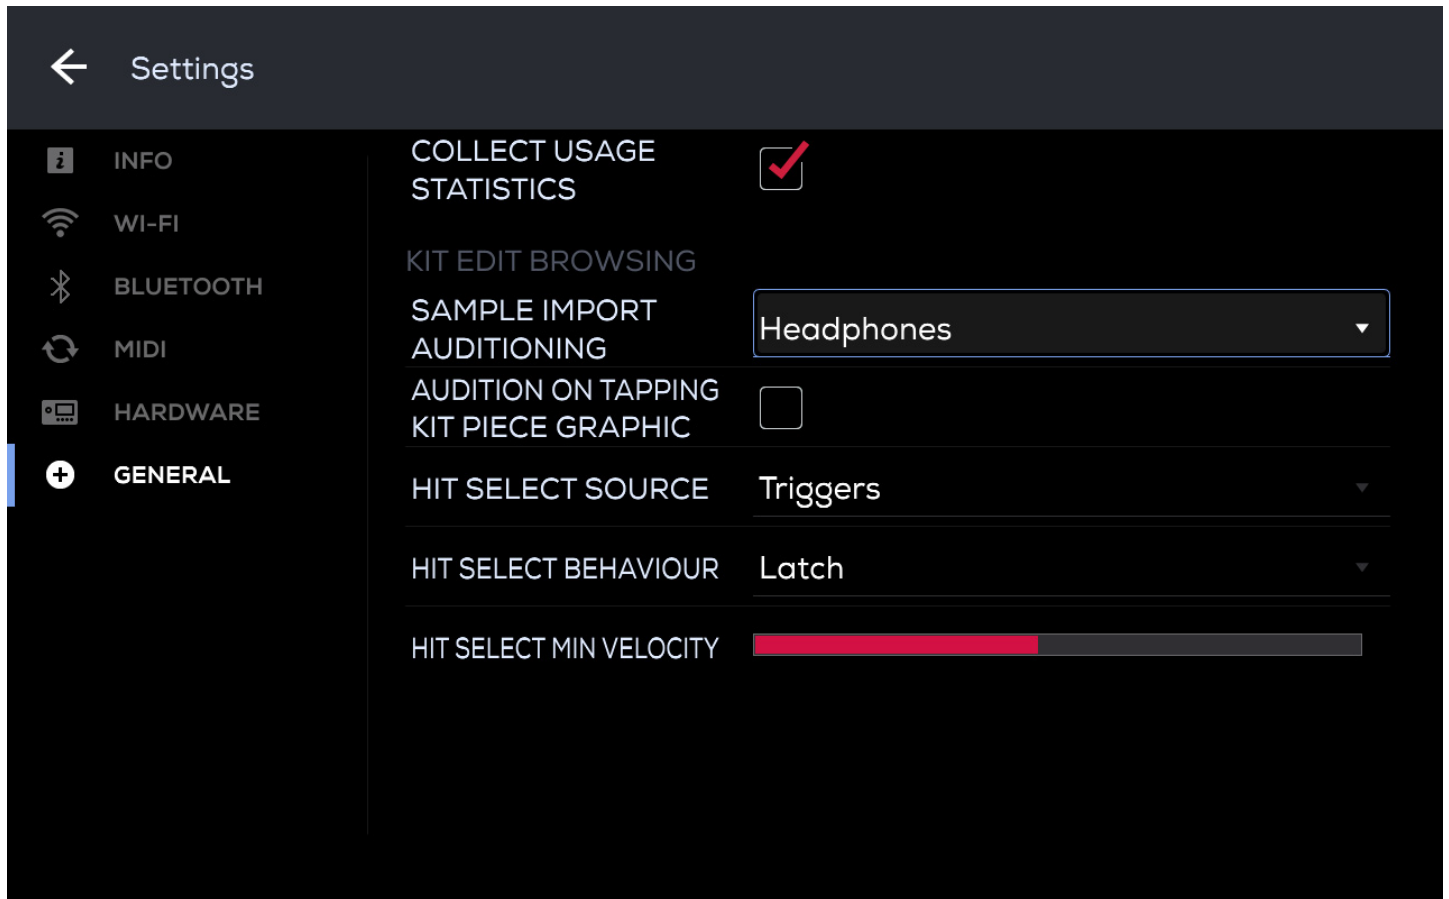 Settings
INFO
WI-FI
BLUETOOTH
MIDI
HARDWARE
GENERAL
COLLECT USAGE
STATISTICS
KIT EDIT BROWSING
SAMPLE IMPORT
AUDITIONING
Headphones
AUDITION ON TAPPING
KIT PIECE GRAPHIC
HIT SELECT SOURCE
Triggers
HIT SELECT BEHAVIOUR
Latch
HIT SELECT MIN VELOCITY